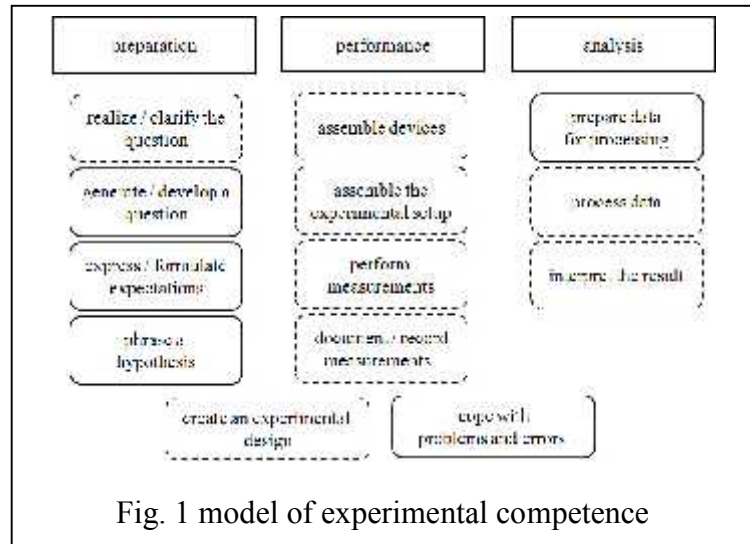 preparation
performance
analysis
realize / clarify the
question
generate / develop a
question
express / formulate
expectations
phrase a
hypothesis
assemble devices
assemble the
experimental setup
perform
measurements
document / record
measurements
prepare data
for processing
process data
interpret the result
create an experimental
design
cope with
problems and errors
Fig. 1 model of experimental competence